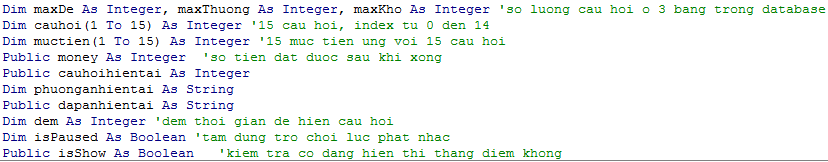 Dim maxDe As Integer, maxThuong As Integer, maxKho As Integer 'so luong cau hoi o 3 bang trong database
Dim cauhoi(1 To 15) As Integer '15 cau hoi, index tu 0 den 14
Dim muctien(1 To 15) As Integer '15 muc tien ung voi 15 cau hoi
Public money As Integer  'so tien dat duoc sau khi xong
Public cauhoihientai As Integer
Dim phuonganhientai As String
Public dapanhientai As String
Dim dem As Integer 'dem thoi gian de hien cau hoi
Dim isPaused As Boolean 'tam dung tro choi luc phat nhac
Public isShow As Boolean   'kiem tra co dang hien thi thang diem khong